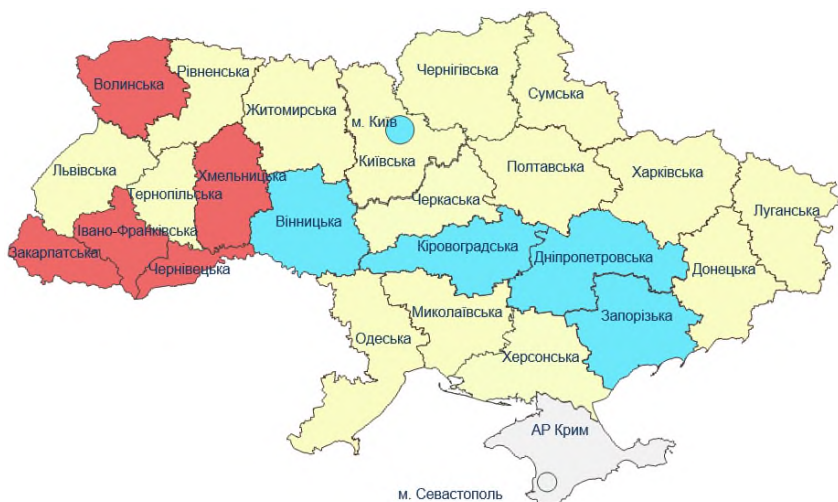 Волинська
Рівненська
Житомирська
м. Київ
Київська
Чернігівська
Сумська
Львівська
Тернопільська
Хмельницька
Вінницька
Черкаська
Полтавська
Харківська
Луганська
Закарпатська
Івано-Франківська
Чернівецька
Кіровоградська
Дніпропетровська
Донецька
Одеська
Миколаївська
Запорізька
Херсонська
АР Крим
м. Севастополь